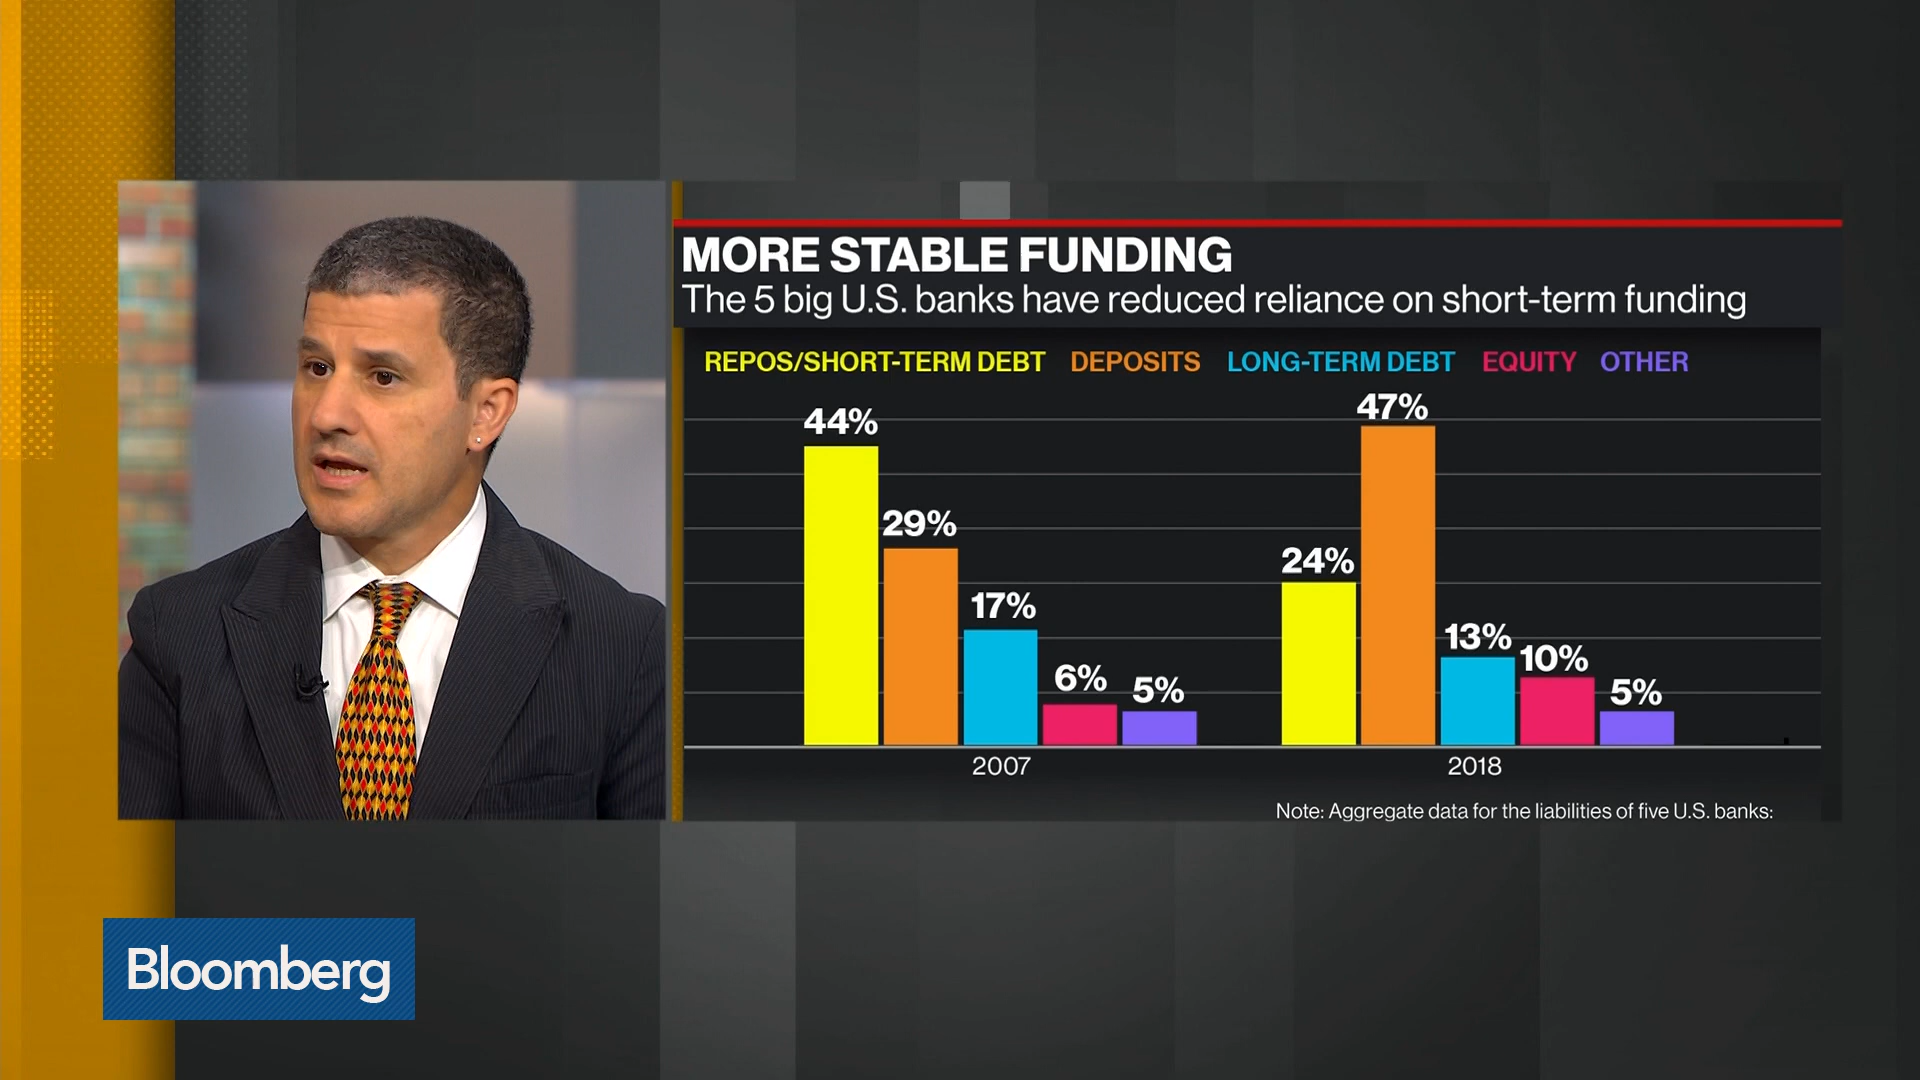 MORE STABLE FUNDING
The 5 big U.S. banks have reduced reliance on short-term funding
REPOS/SHORT-TERM DEBT DEPOSITS LONG-TERM DEBT EQUITY OTHER
44% 29% 17% 6% 5%
24% 47% 13% 10% 5%
2007 2018
Note: Aggregate data for the liabilities of five U.S. banks:
Bloomberg